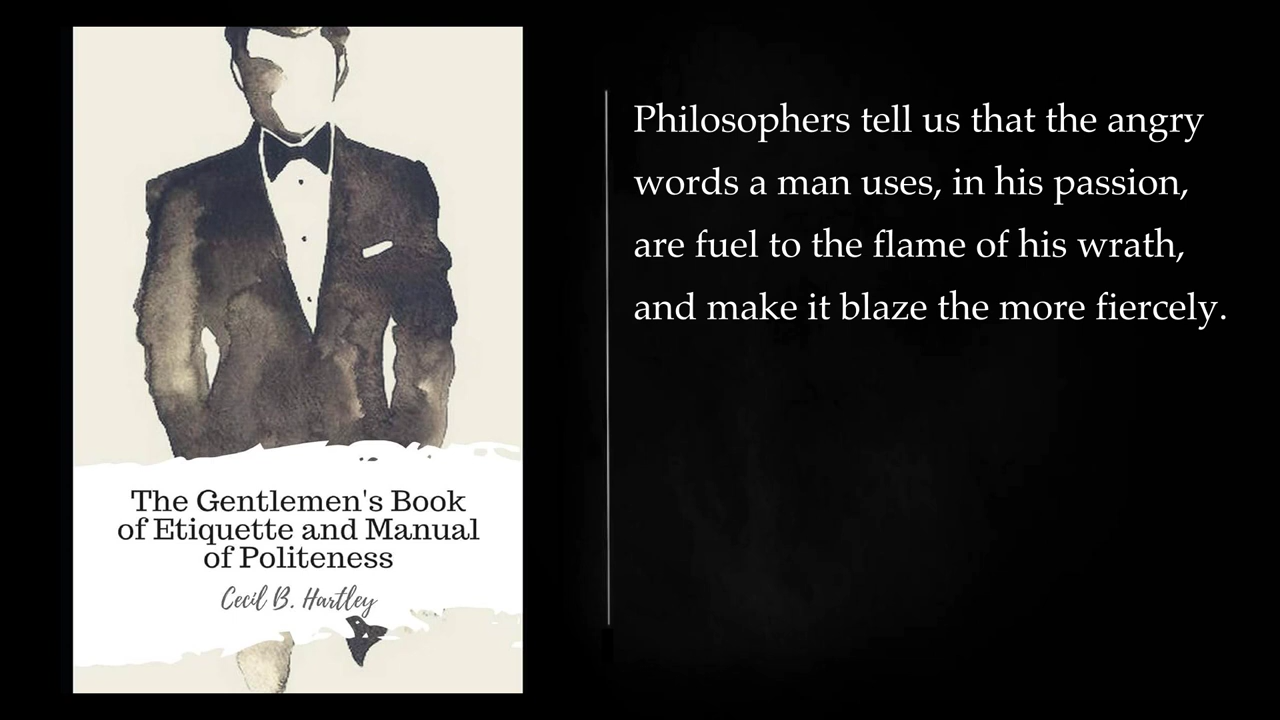 The Gentlemen's Book
of Etiquette and Manual
of Politeness
Cecil B. Hartley
Philosophers tell us that the angry
words a man uses, in his passion,
are fuel to the flame of his wrath,
and make it blaze the more fiercely.